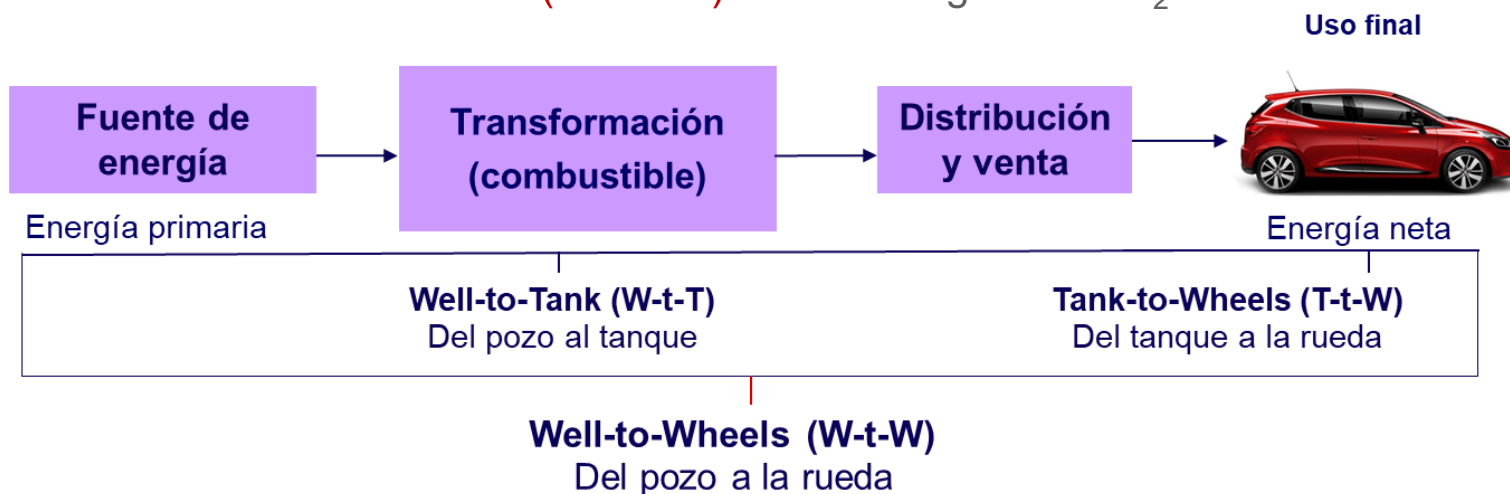 Uso final
Fuente de
energía
Transformación
(combustible)
Distribución
y venta
Energía primaria
Energía neta
Well-to-Tank (W-t-T)
Del pozo al tanque
Tank-to-Wheels (T-t-W)
Del tanque a la rueda
Well-to-Wheels (W-t-W)
Del pozo a la rueda